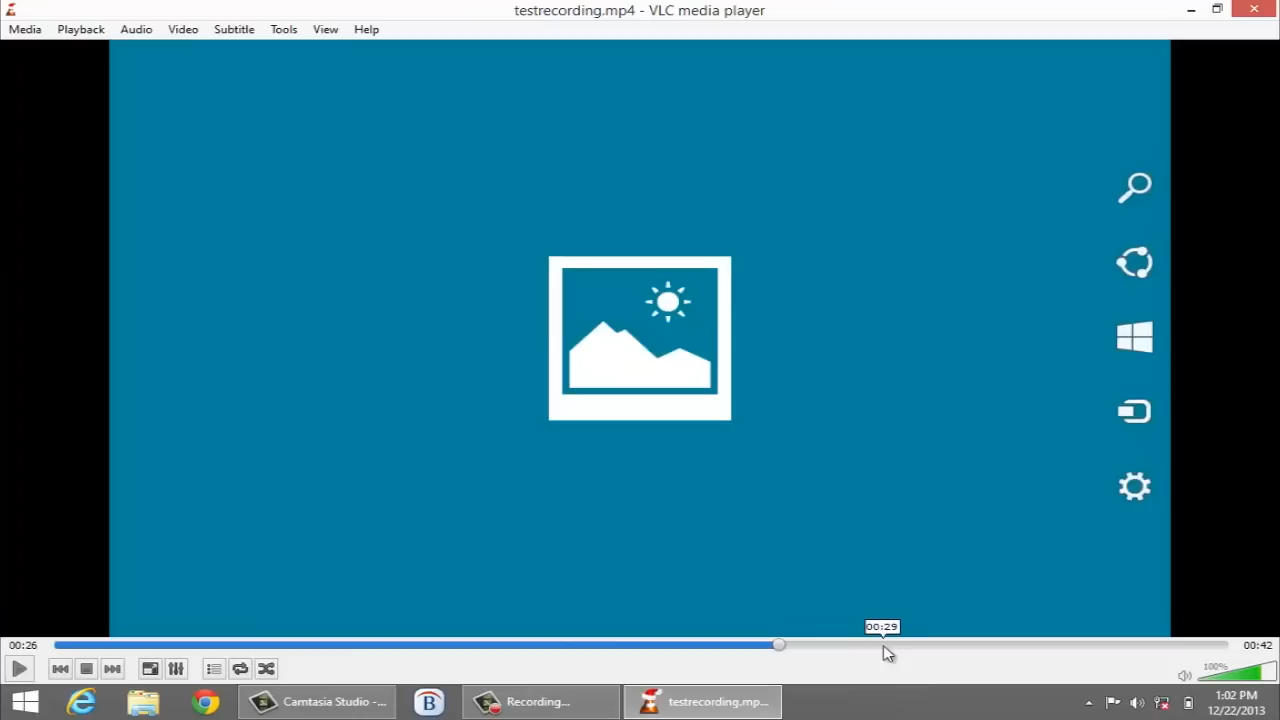 testrecording.mp4 - VLC media player
Media Playback Audio Video Subtitle Tools View Help
00:29
00:26
00:42
100%
Camtasia Studio -...
B
Recording...
testrecording.mp...
1:02 PM
12/22/2013